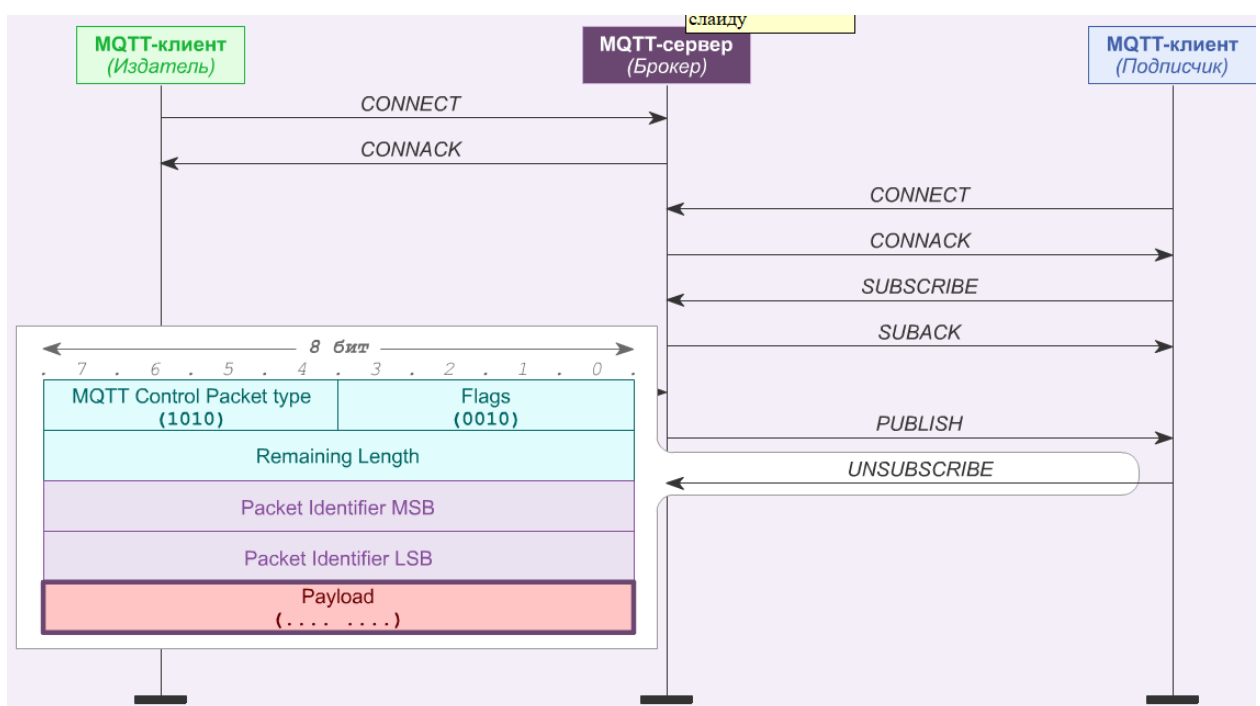 слайду
MQTT-клиент
(Издатель)
MQTT-сервер
(Брокер)
MQTT-клиент
(Подписчик)
CONNECT
CONNACK
CONNECT
CONNACK
SUBSCRIBE
SUBACK
PUBLISH
UNSUBSCRIBE
8 бит
. 7 . 6 . 5 . 4 . 3 . 2 . 1 . 0 .
MQTT Control Packet type
(1010)
Flags
(0010)
Remaining Length
Packet Identifier MSB
Packet Identifier LSB
Payload
(.... ....)